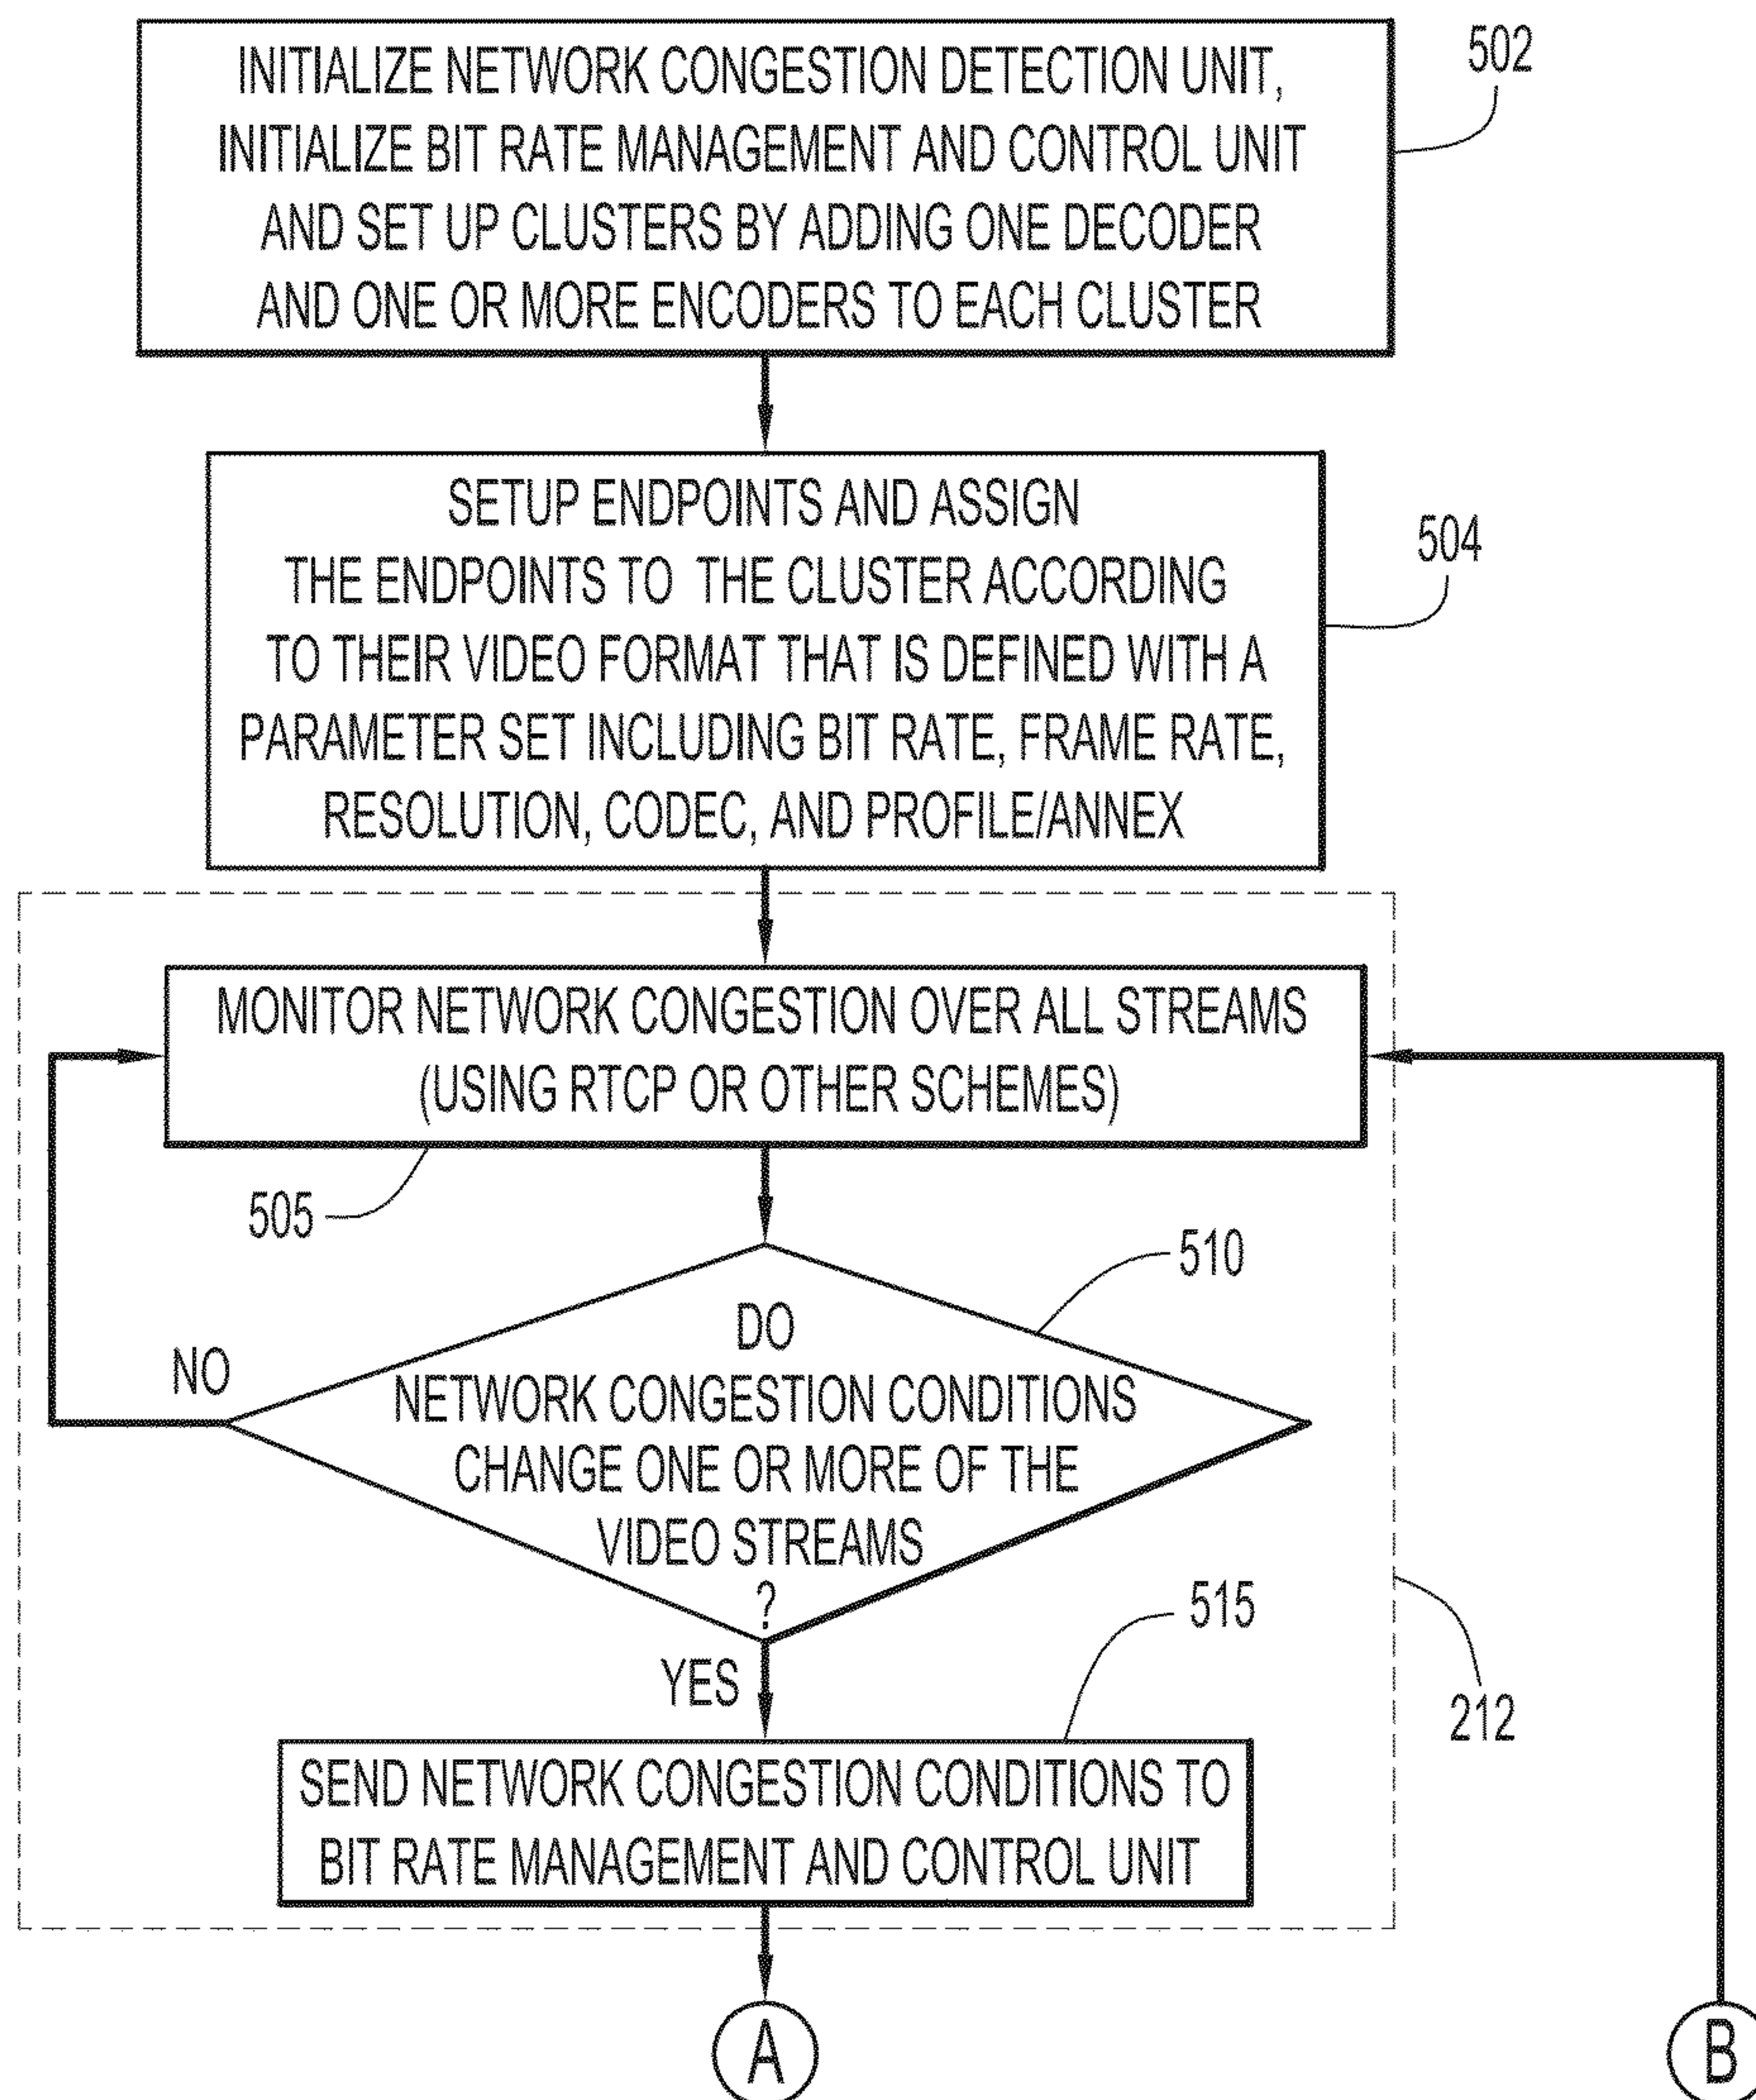 INITIALIZE NETWORK CONGESTION DETECTION UNIT,
INITIALIZE BIT RATE MANAGEMENT AND CONTROL UNIT
AND SET UP CLUSTERS BY ADDING ONE DECODER
AND ONE OR MORE ENCODERS TO EACH CLUSTER
502
SETUP ENDPOINTS AND ASSIGN
THE ENDPOINTS TO THE CLUSTER ACCORDING
TO THEIR VIDEO FORMAT THAT IS DEFINED WITH A
PARAMETER SET INCLUDING BIT RATE, FRAME RATE,
RESOLUTION, CODEC, AND PROFILE/ANNEX
504
MONITOR NETWORK CONGESTION OVER ALL STREAMS
(USING RTCP OR OTHER SCHEMES)
505
510
DO
NETWORK CONGESTION CONDITIONS
CHANGE ONE OR MORE OF THE
VIDEO STREAMS
?
NO
YES
515
212
SEND NETWORK CONGESTION CONDITIONS TO
BIT RATE MANAGEMENT AND CONTROL UNIT
A
B